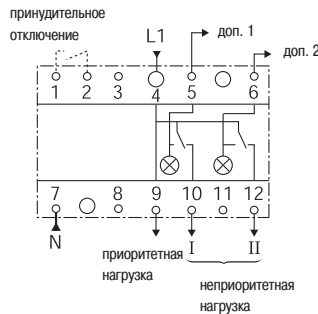 принудительное
отключение
L1
доп. 1
доп. 2
1 2 3 4 5 6
7 8 9 10 11 12
N
приоритетная
нагрузка
I II
неприоритетная
нагрузка